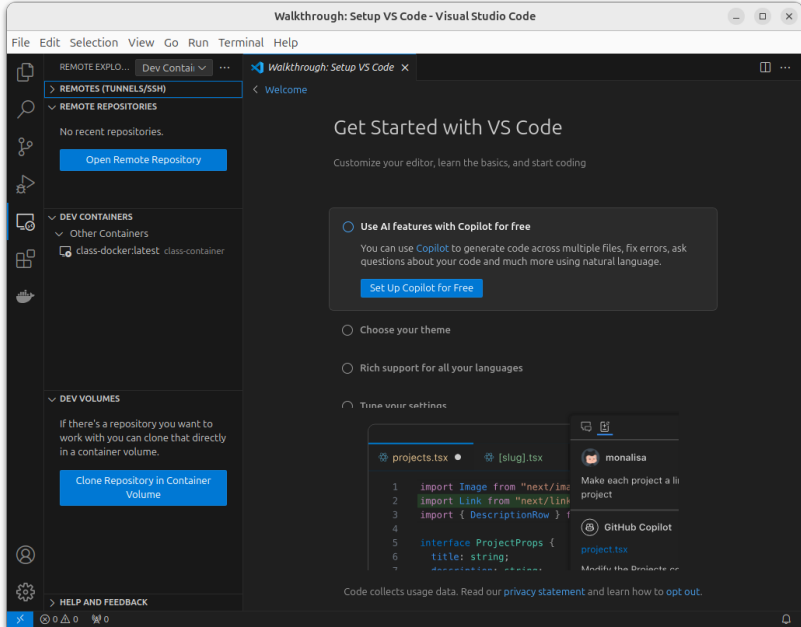 Walkthrough: Setup VS Code - Visual Studio Code
File Edit Selection View Go Run Terminal Help
REMOTE EXPLO... Dev Contai
Walkthrough: Setup VS Code
REMOTES (TUNNELS/SSH)
Welcome
REMOTE REPOSITORIES
No recent repositories.
Open Remote Repository
DEV CONTAINERS
Other Containers
class-docker:latest class-container
DEV VOLUMES
If there's a repository you want to
work with you can clone that directly
in a container volume.
Clone Repository in Container
Volume
HELP AND FEEDBACK
Get Started with VS Code
Customize your editor, learn the basics, and start coding
Use AI features with Copilot for free
You can use Copilot to generate code across multiple files, fix errors, ask
questions about your code and much more using natural language.
Set Up Copilot for Free
Choose your theme
Rich support for all your languages
Tune your settings
projects.tsx [slug].tsx
1 import Image from "next/ima
2 import Link from "next/link
3 import { DescriptionRow } f
4
5 interface ProjectProps {
6 title: string;
7 description: string;
monalisa
Make each project a li
project
GitHub Copilot
project.tsx
Modify the Projects co
Code collects usage data. Read our privacy statement and learn how to opt out.
0 0 0